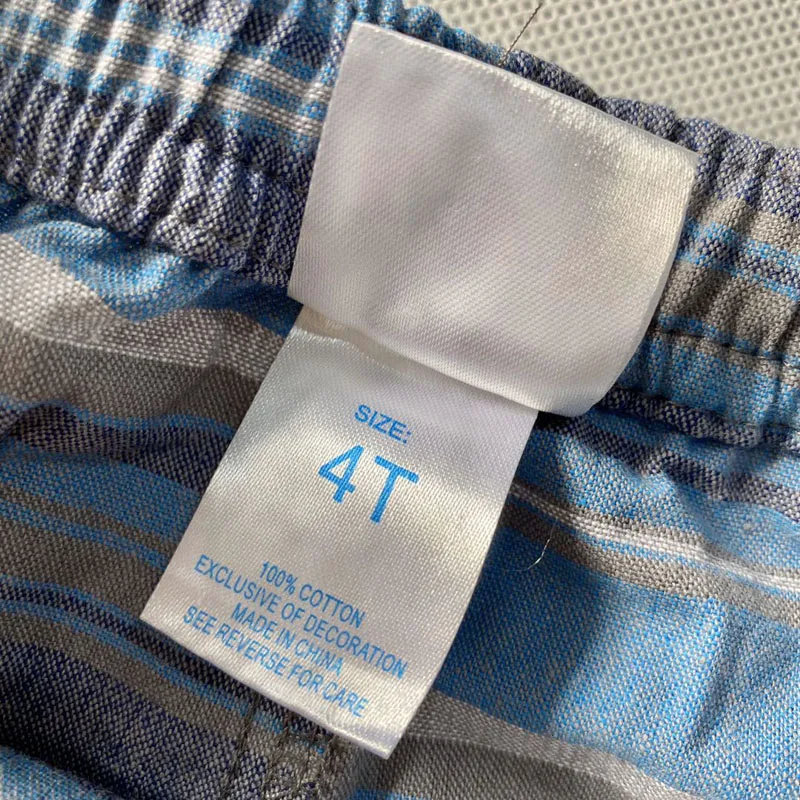 SIZE:
4T
100% COTTON
EXCLUSIVE OF DECORATION
MADE IN CHINA
SEE REVERSE FOR CARE